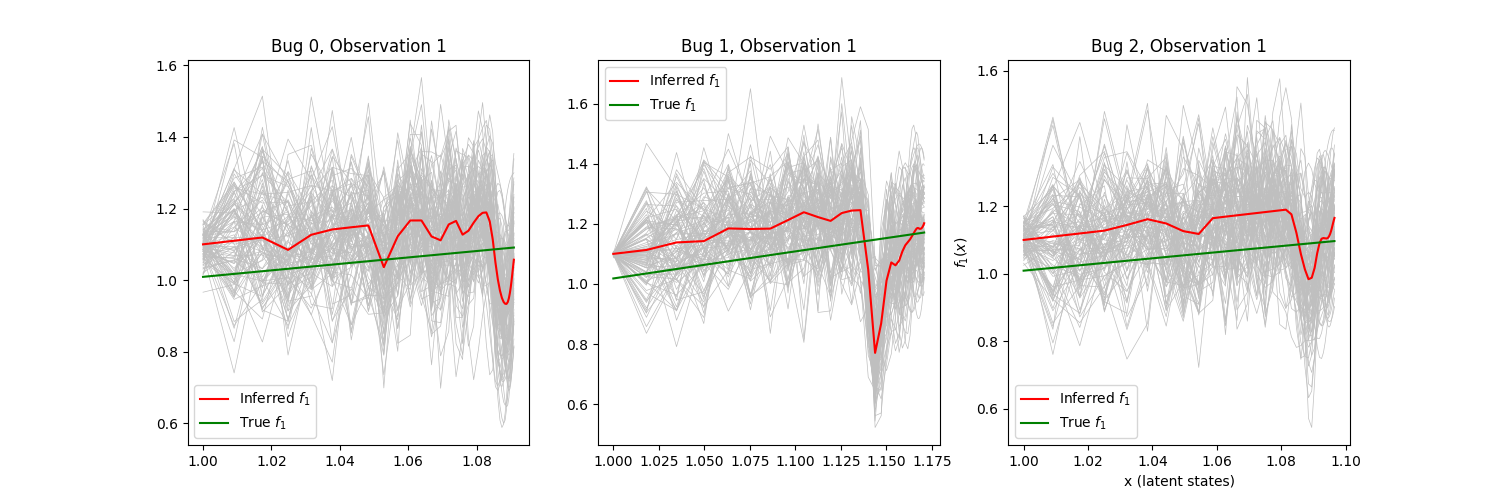 Bug 0, Observation 1
1.6
1.4
1.2
1.0
0.8
0.6
Inferred f₁
True f₁
1.00 1.02 1.04 1.06 1.08
Bug 1, Observation 1
Inferred f₁
True f₁
1.6
1.4
1.2
1.0
0.8
0.6
1.000 1.025 1.050 1.075 1.100 1.125 1.150 1.175
Bug 2, Observation 1
f₁(x)
1.6
1.4
1.2
1.0
0.8
0.6
Inferred f₁
True f₁
1.00 1.02 1.04 1.06 1.08 1.10
x (latent states)